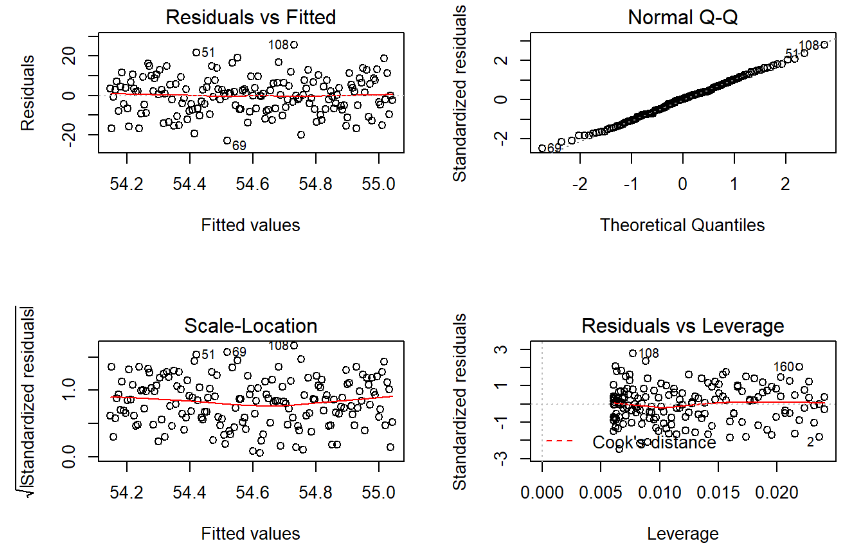 Residuals vs Fitted
Residuals
20
0
-20
51
108
69
54.2 54.4 54.6 54.8 55.0
Fitted values
Normal Q-Q
Standardized residuals
2
0
-2
51
108
69
-2 -1 0 1 2
Theoretical Quantiles
Scale-Location
√|Standardized residuals|
1.0
0.0
51
69
108
54.2 54.4 54.6 54.8 55.0
Fitted values
Residuals vs Leverage
Standardized residuals
3
1
-1
-3
108
160
2
Cook's distance
0.000 0.005 0.010 0.015 0.020
Leverage